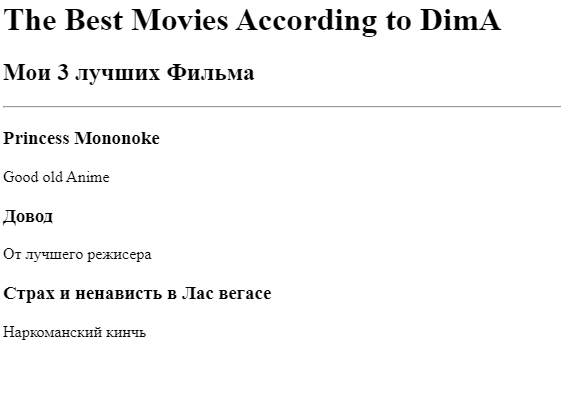 The Best Movies According to DimA
Мои 3 лучших Фильма
Princess Mononoke
Good old Anime
Довод
От лучшего режисера
Страх и ненависть в Лас вегасе
Наркоманский кинчь